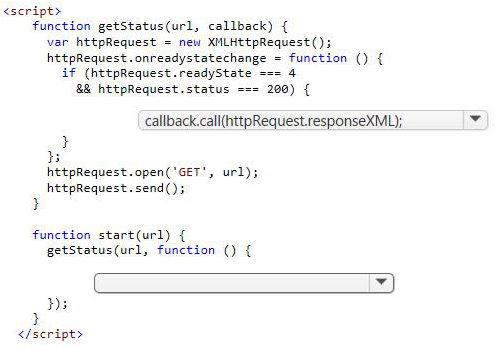 <script>
function getStatus(url, callback) {
var httpRequest = new XMLHttpRequest();
httpRequest.onreadystatechange = function () {
if (httpRequest.readyState === 4
&& httpRequest.status === 200) {
callback.call(httpRequest.responseXML);
}
};
httpRequest.open('GET', url);
httpRequest.send();
}
function start(url) {
getStatus(url, function () {
});
}
</script>